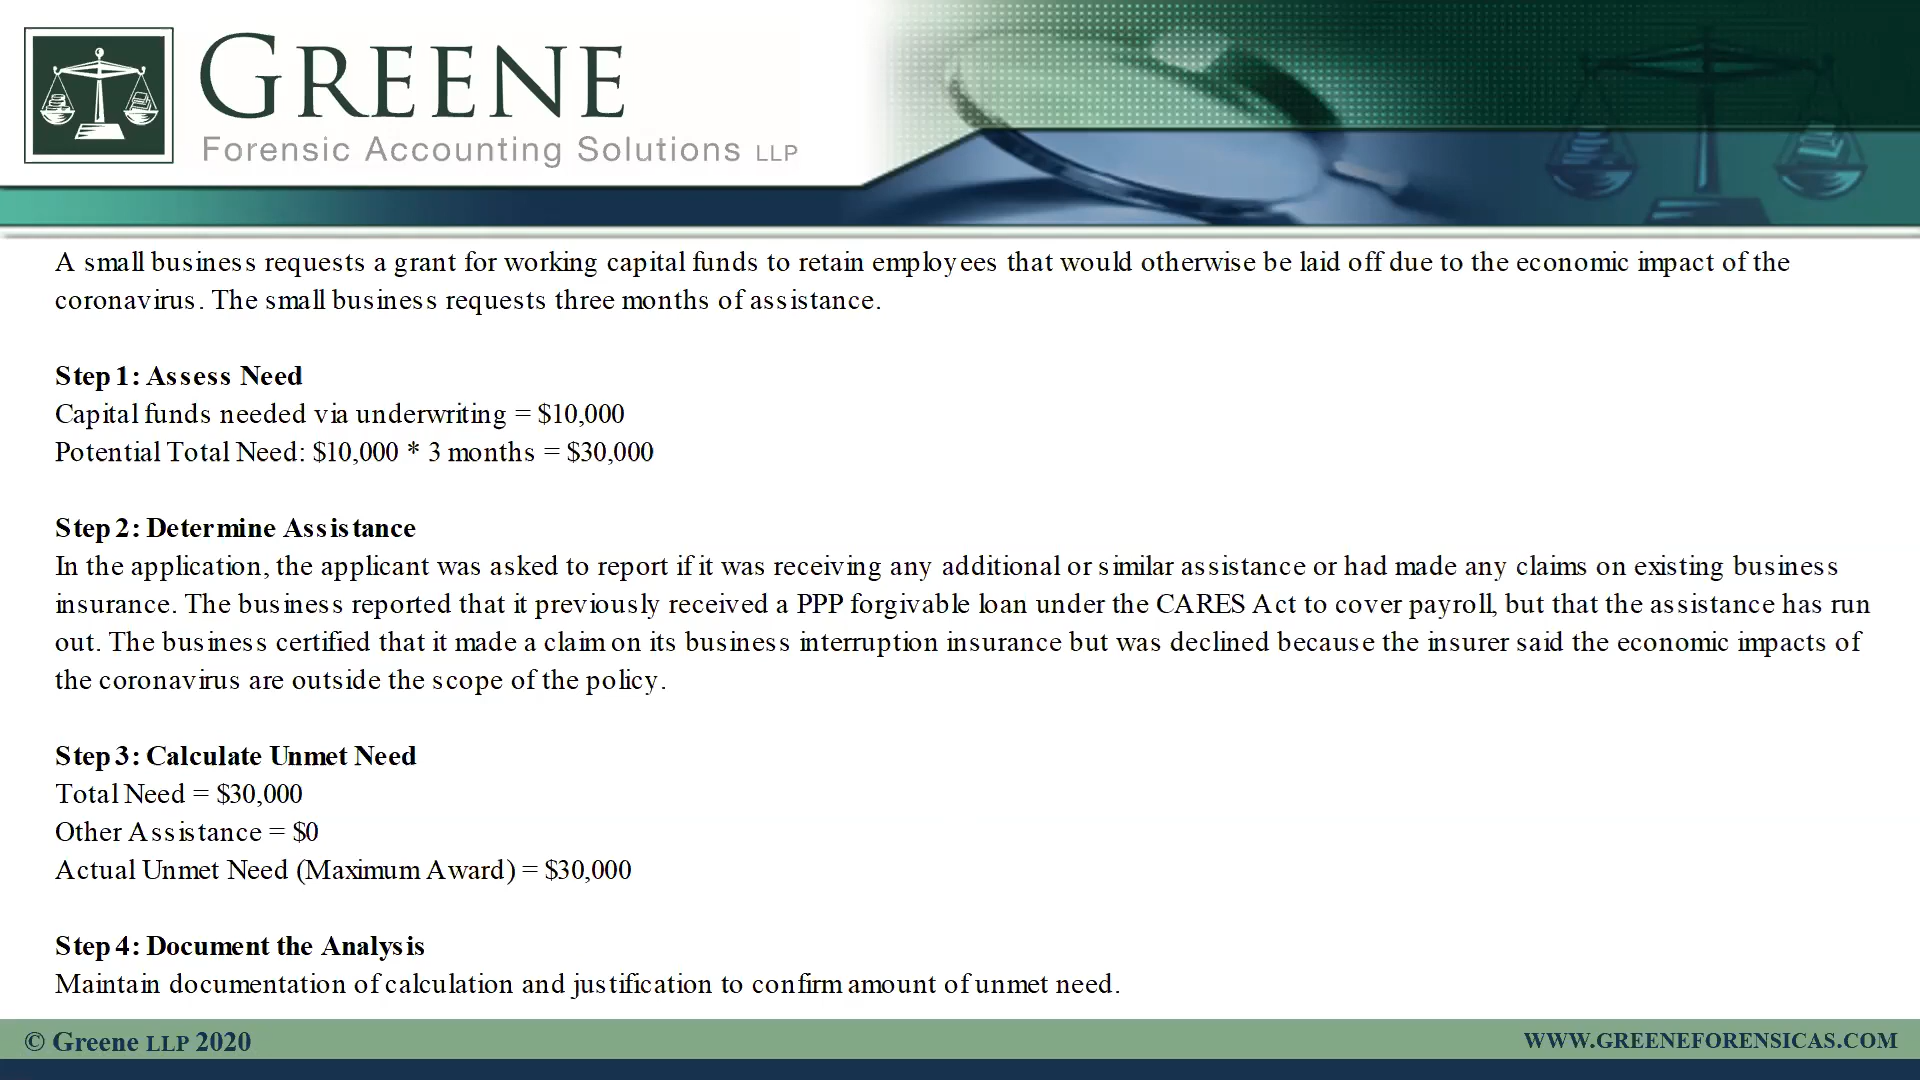 GREENE
Forensic Accounting Solutions LLP
A small business requests a grant for working capital funds to retain employees that would otherwise be laid off due to the economic impact of the
coronavirus. The small business requests three months of assistance.
Step 1: Assess Need
Capital funds needed via underwriting = $10,000
Potential Total Need: $10,000 * 3 months = $30,000
Step 2: Determine Assistance
In the application, the applicant was asked to report if it was receiving any additional or similar assistance or had made any claims on existing business
insurance. The business reported that it previously received a PPP forgivable loan under the CARES Act to cover payroll, but that the assistance has run
out. The business certified that it made a claim on its business interruption insurance but was declined because the insurer said the economic impacts of
the coronavirus are outside the scope of the policy.
Step 3: Calculate Unmet Need
Total Need = $30,000
Other Assistance = $0
Actual Unmet Need (Maximum Award) = $30,000
Step 4: Document the Analysis
Maintain documentation of calculation and justification to confirm amount of unmet need.
© Greene LLP 2020
WWW.GREENEFORENSICAS.COM